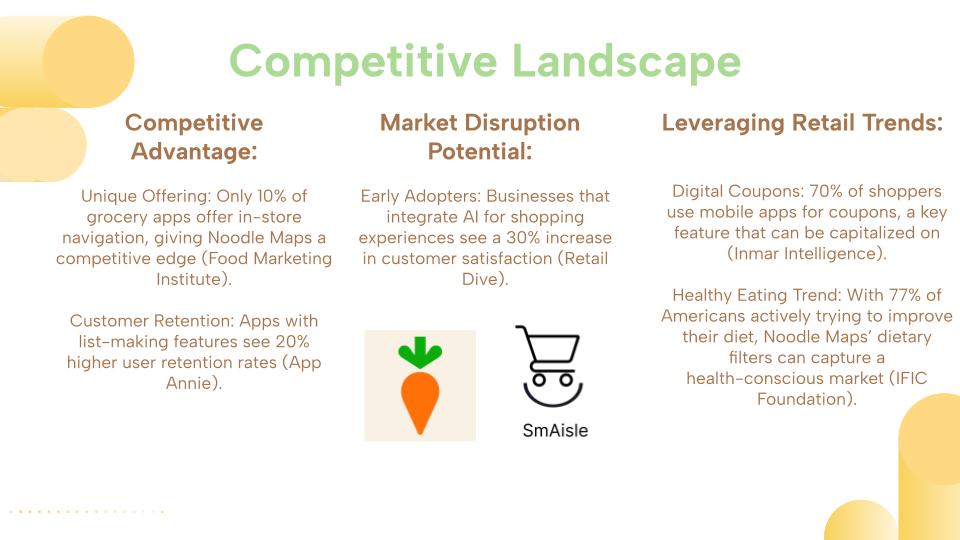 Competitive Landscape
Competitive
Advantage:
Unique Offering: Only 10% of
grocery apps offer in-store
navigation, giving Noodle Maps a
competitive edge (Food Marketing
Institute).
Customer Retention: Apps with
list-making features see 20%
higher user retention rates (App
Annie).
Market Disruption
Potential:
Early Adopters: Businesses that
integrate AI for shopping
experiences see a 30% increase
in customer satisfaction (Retail
Dive).
SmAisle
Leveraging Retail Trends:
Digital Coupons: 70% of shoppers
use mobile apps for coupons, a key
feature that can be capitalized on
(Inmar Intelligence).
Healthy Eating Trend: With 77% of
Americans actively trying to improve
their diet, Noodle Maps’ dietary
filters can capture a
health-conscious market (IFIC
Foundation).